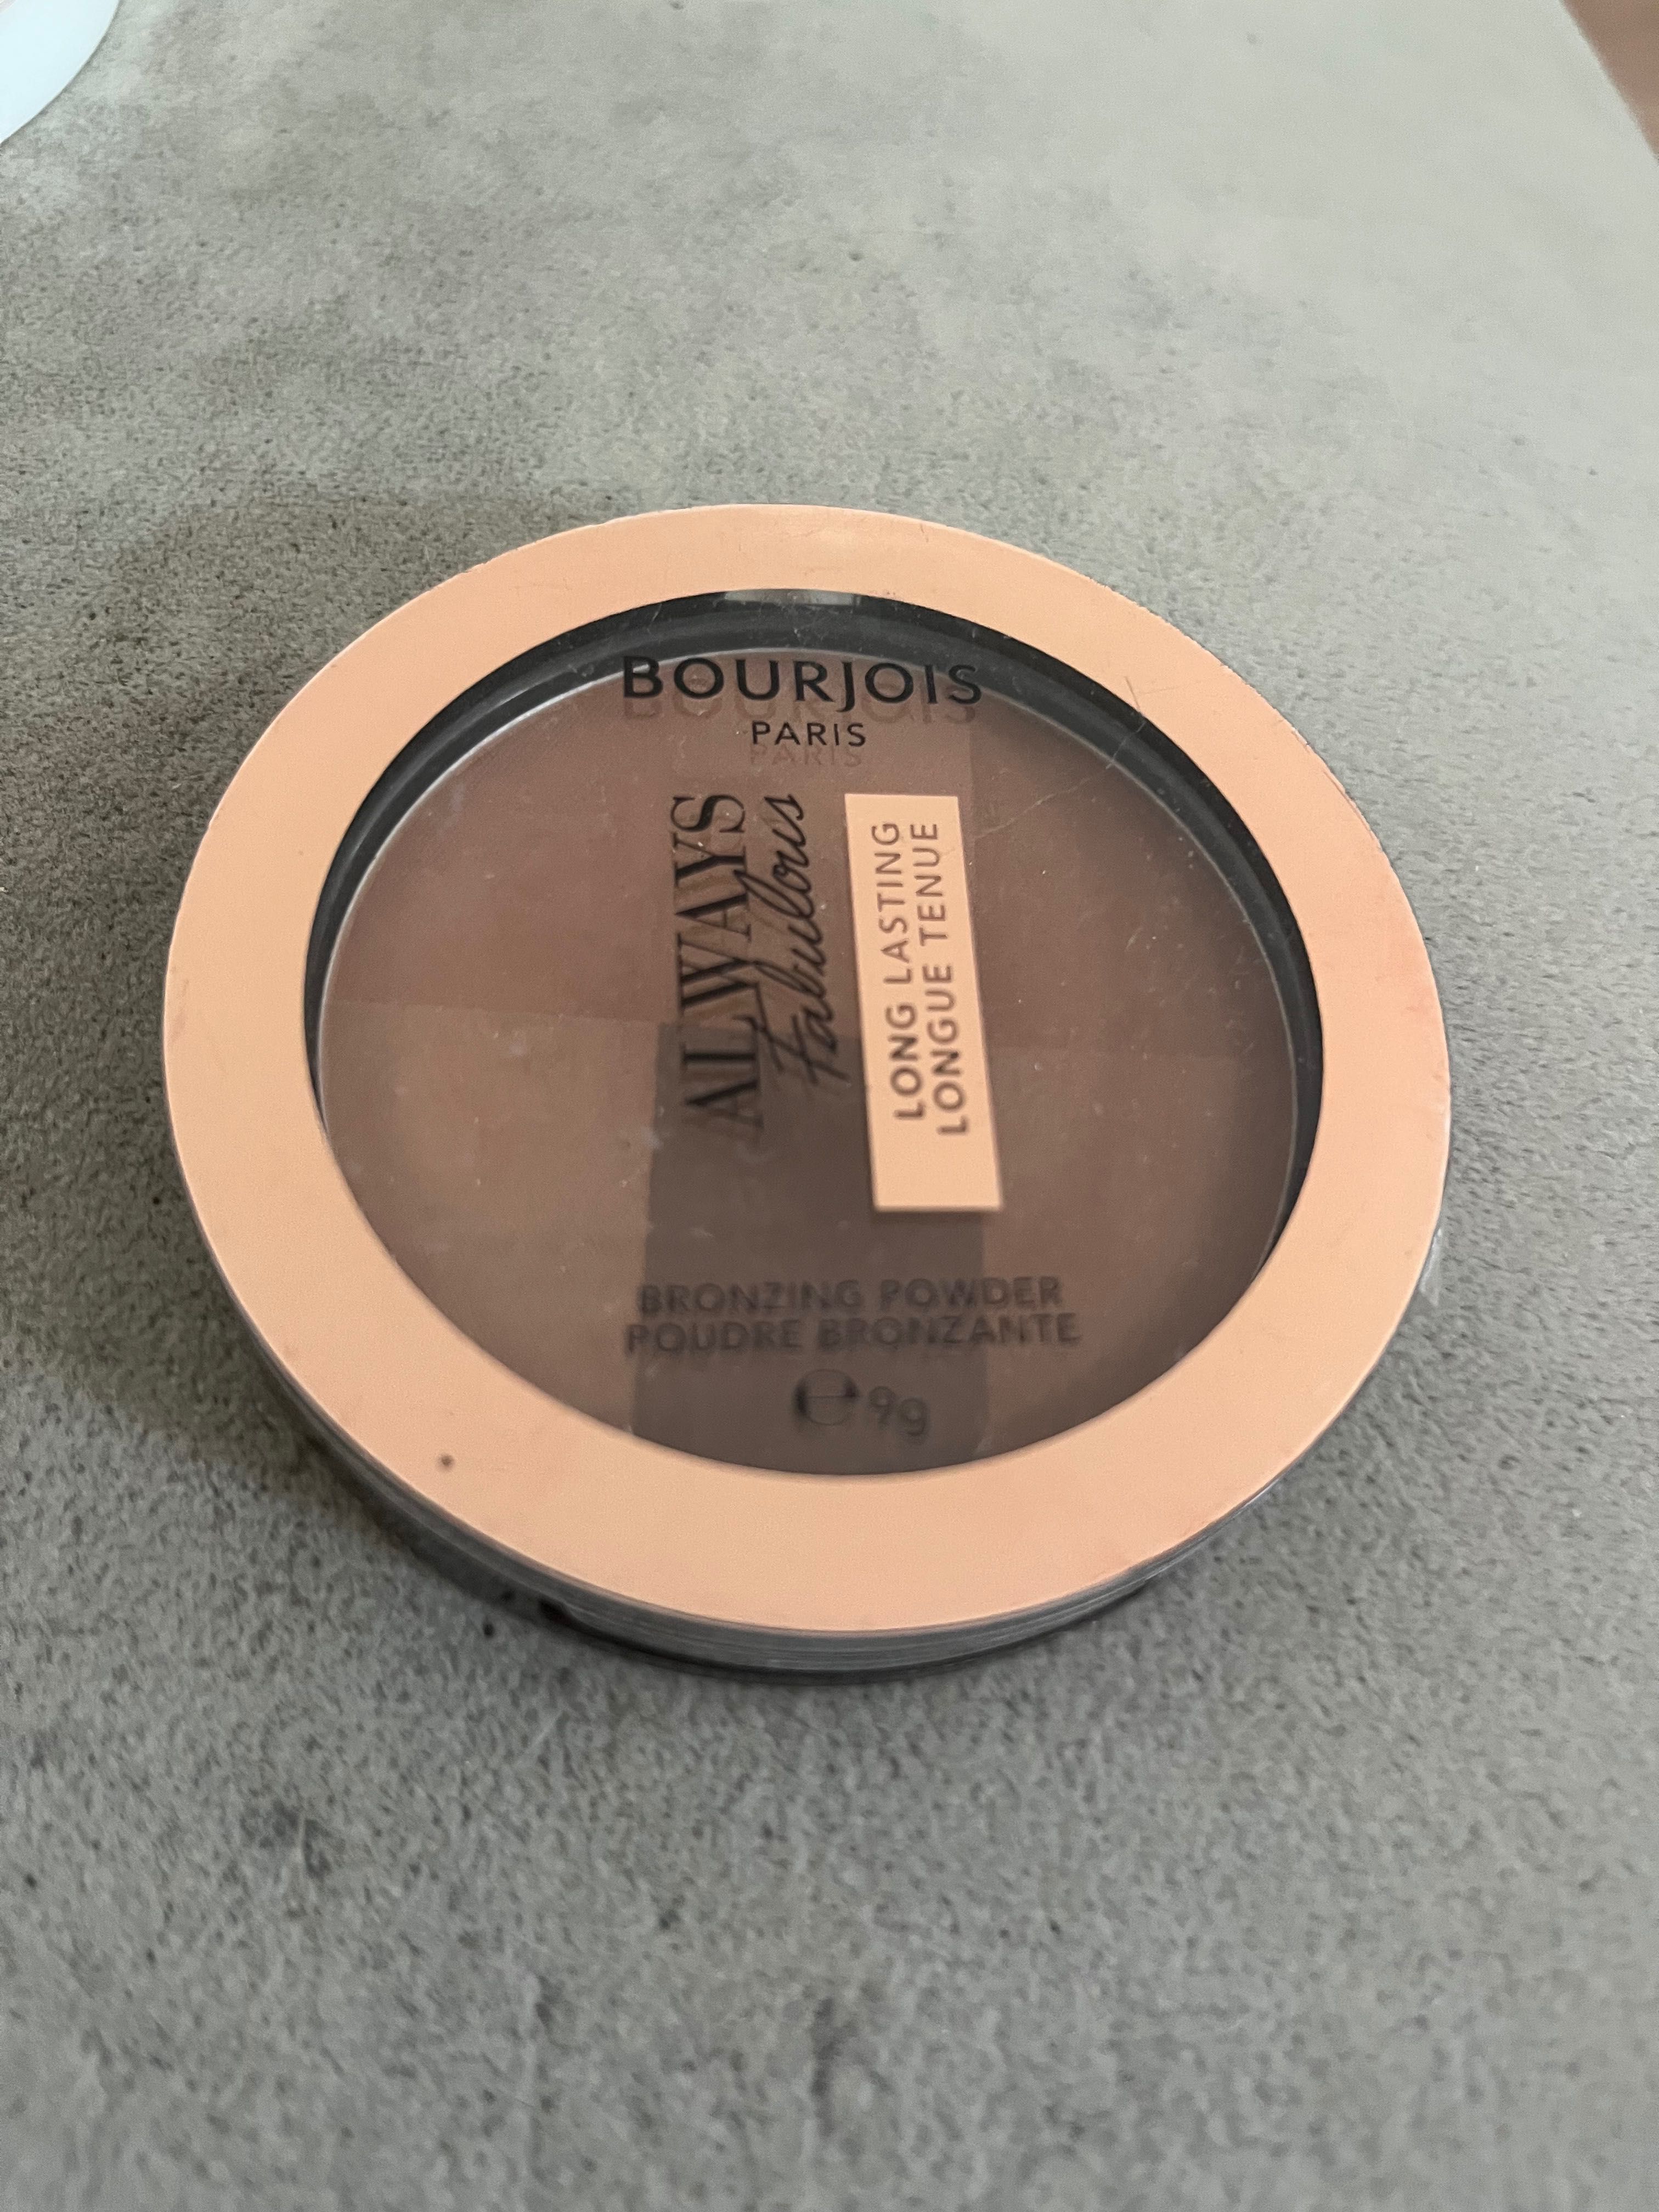 BOURJOIS
PARIS
ALWAYS
Fabulous
LONG LASTING
LONGUE TENUE
BRONZING POWDER
POUDRE BRONZANTE
℮ 9g